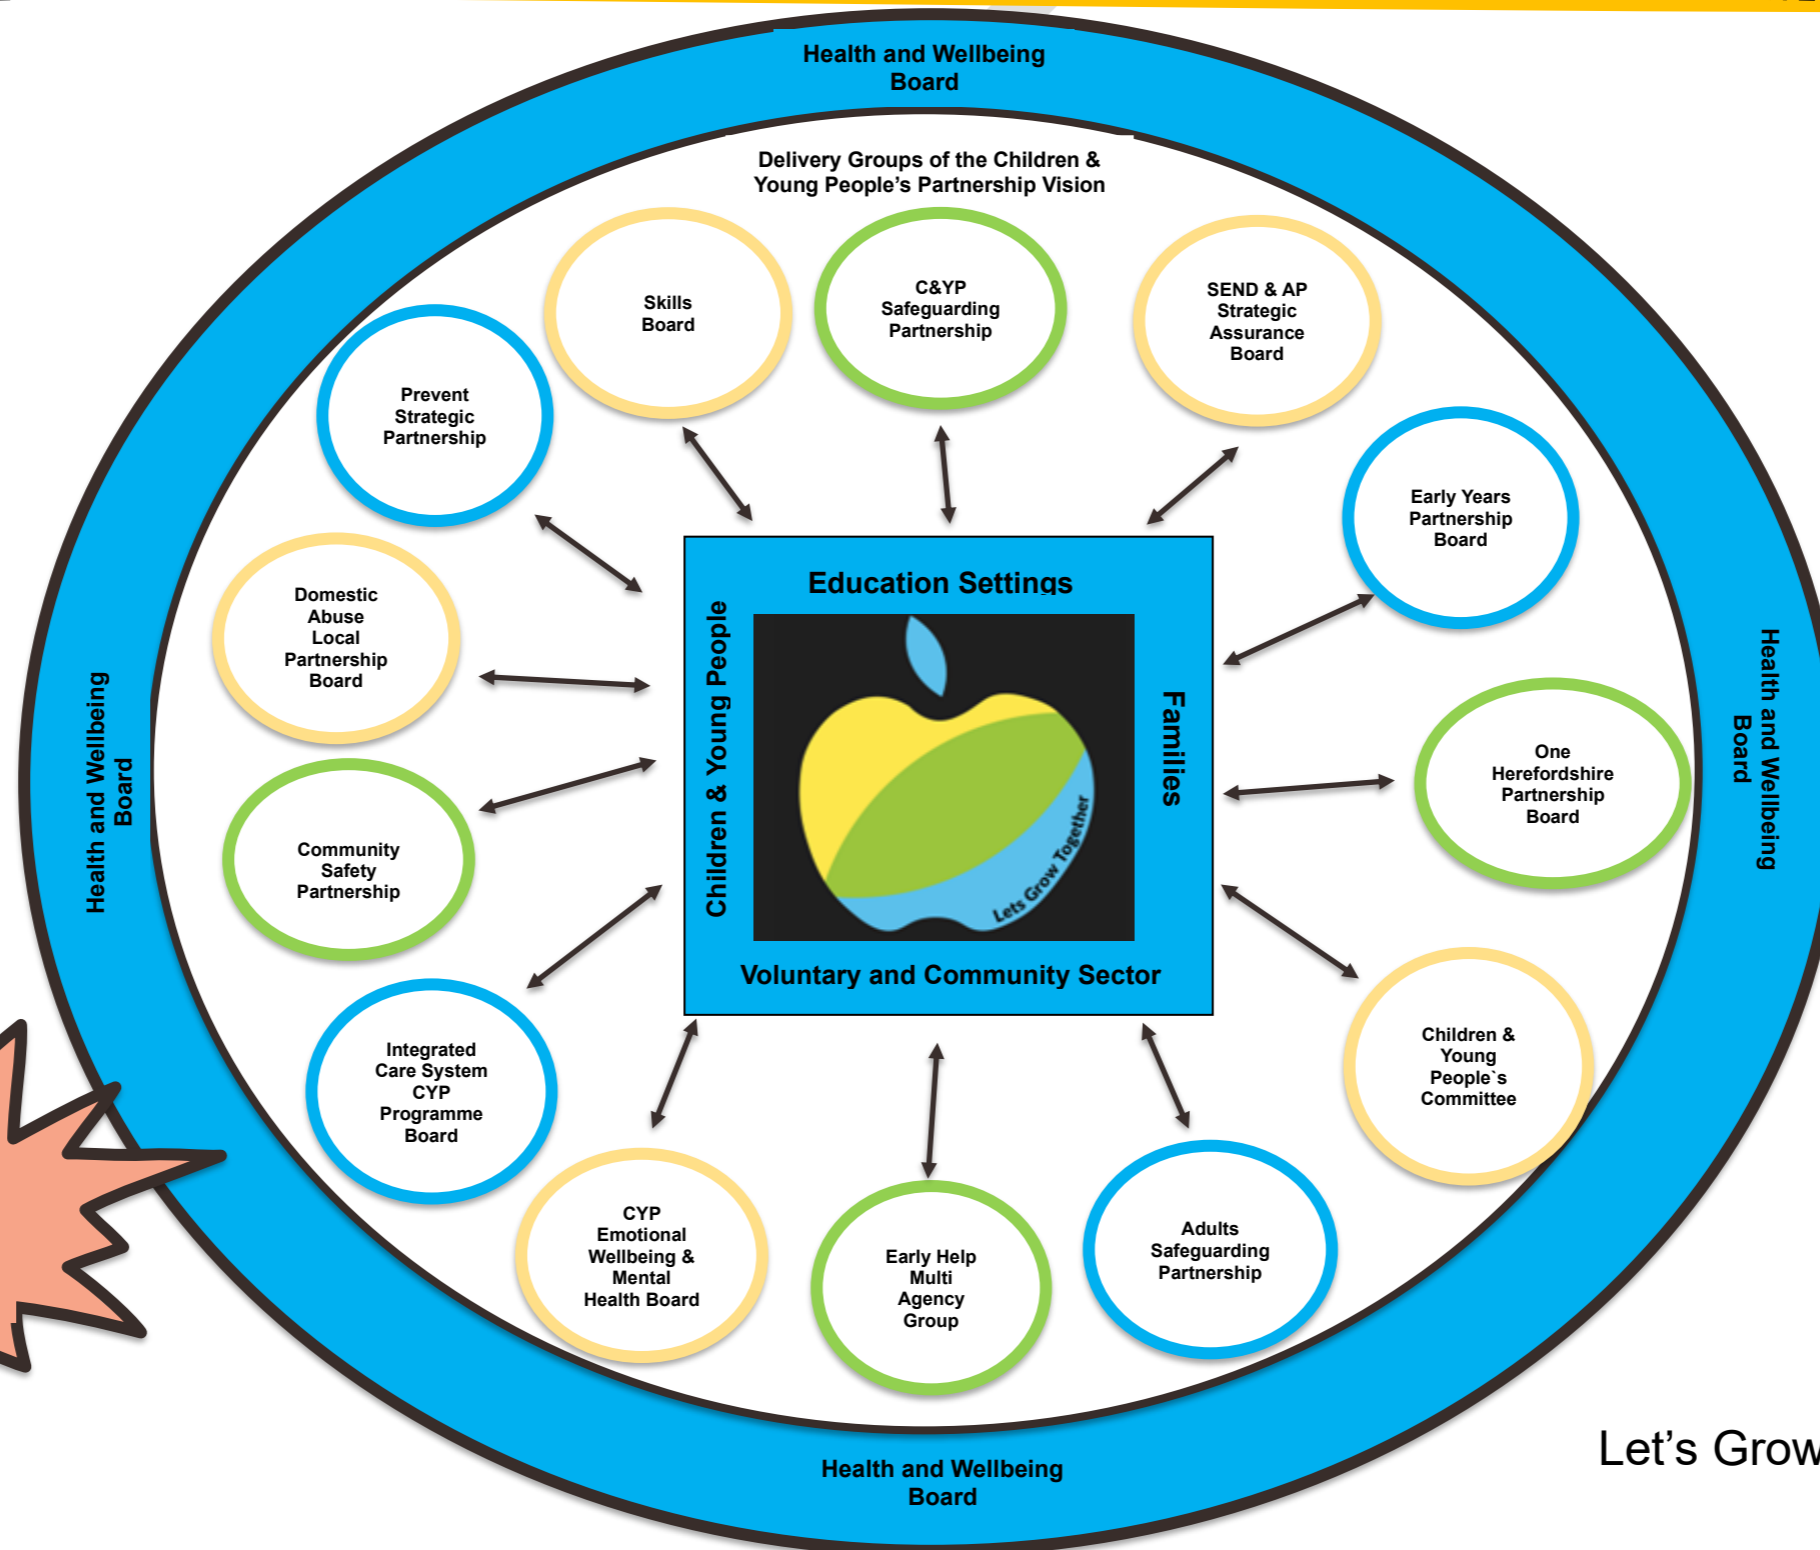 Health and Wellbeing
Board
Delivery Groups of the Children &
Young People’s Partnership Vision
Skills
Board
C&YP
Safeguarding
Partnership
SEND & AP
Strategic
Assurance
Board
Prevent
Strategic
Partnership
Early Years
Partnership
Board
Domestic
Abuse
Local
Partnership
Board
One
Herefordshire
Partnership
Board
Community
Safety
Partnership
Children &
Young
People`s
Committee
Integrated
Care System
CYP
Programme
Board
CYP
Emotional
Wellbeing &
Mental
Health Board
Early Help
Multi
Agency
Group
Adults
Safeguarding
Partnership
Education Settings
Children & Young People
Families
Lets Grow Together
Voluntary and Community Sector
Health and Wellbeing
Board
Health and Wellbeing
Board
Health and Wellbeing
Board
Let’s Grow